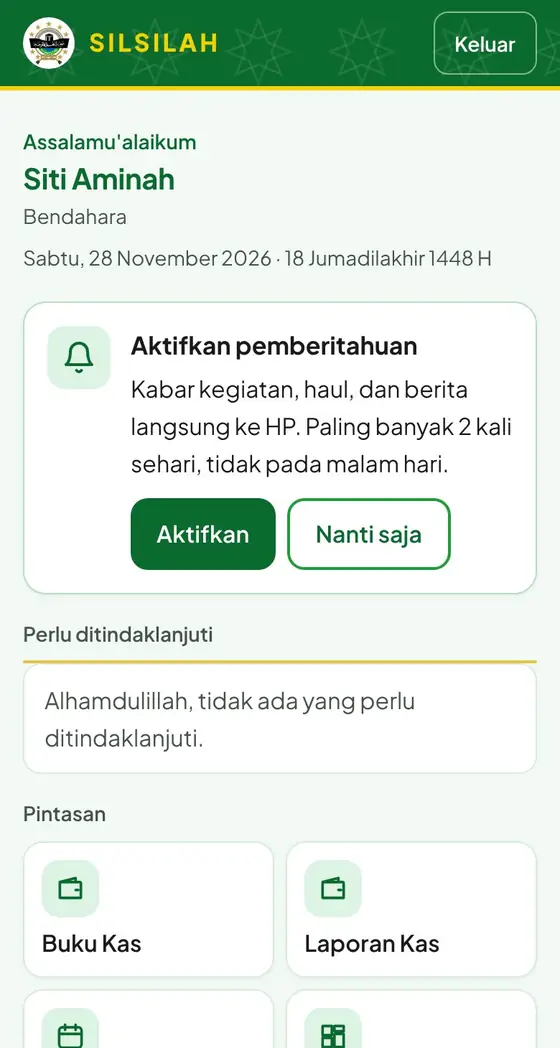 SILSILAH
Keluar
Assalamu'alaikum
Siti Aminah
Bendahara
Sabtu, 28 November 2026 · 18 Jumadilakhir 1448 H
Aktifkan pemberitahuan
Kabar kegiatan, haul, dan berita
langsung ke HP. Paling banyak 2 kali
sehari, tidak pada malam hari.
Aktifkan
Nanti saja
Perlu ditindaklanjuti
Alhamdulillah, tidak ada yang perlu
ditindaklanjuti.
Pintasan
Buku Kas
Laporan Kas